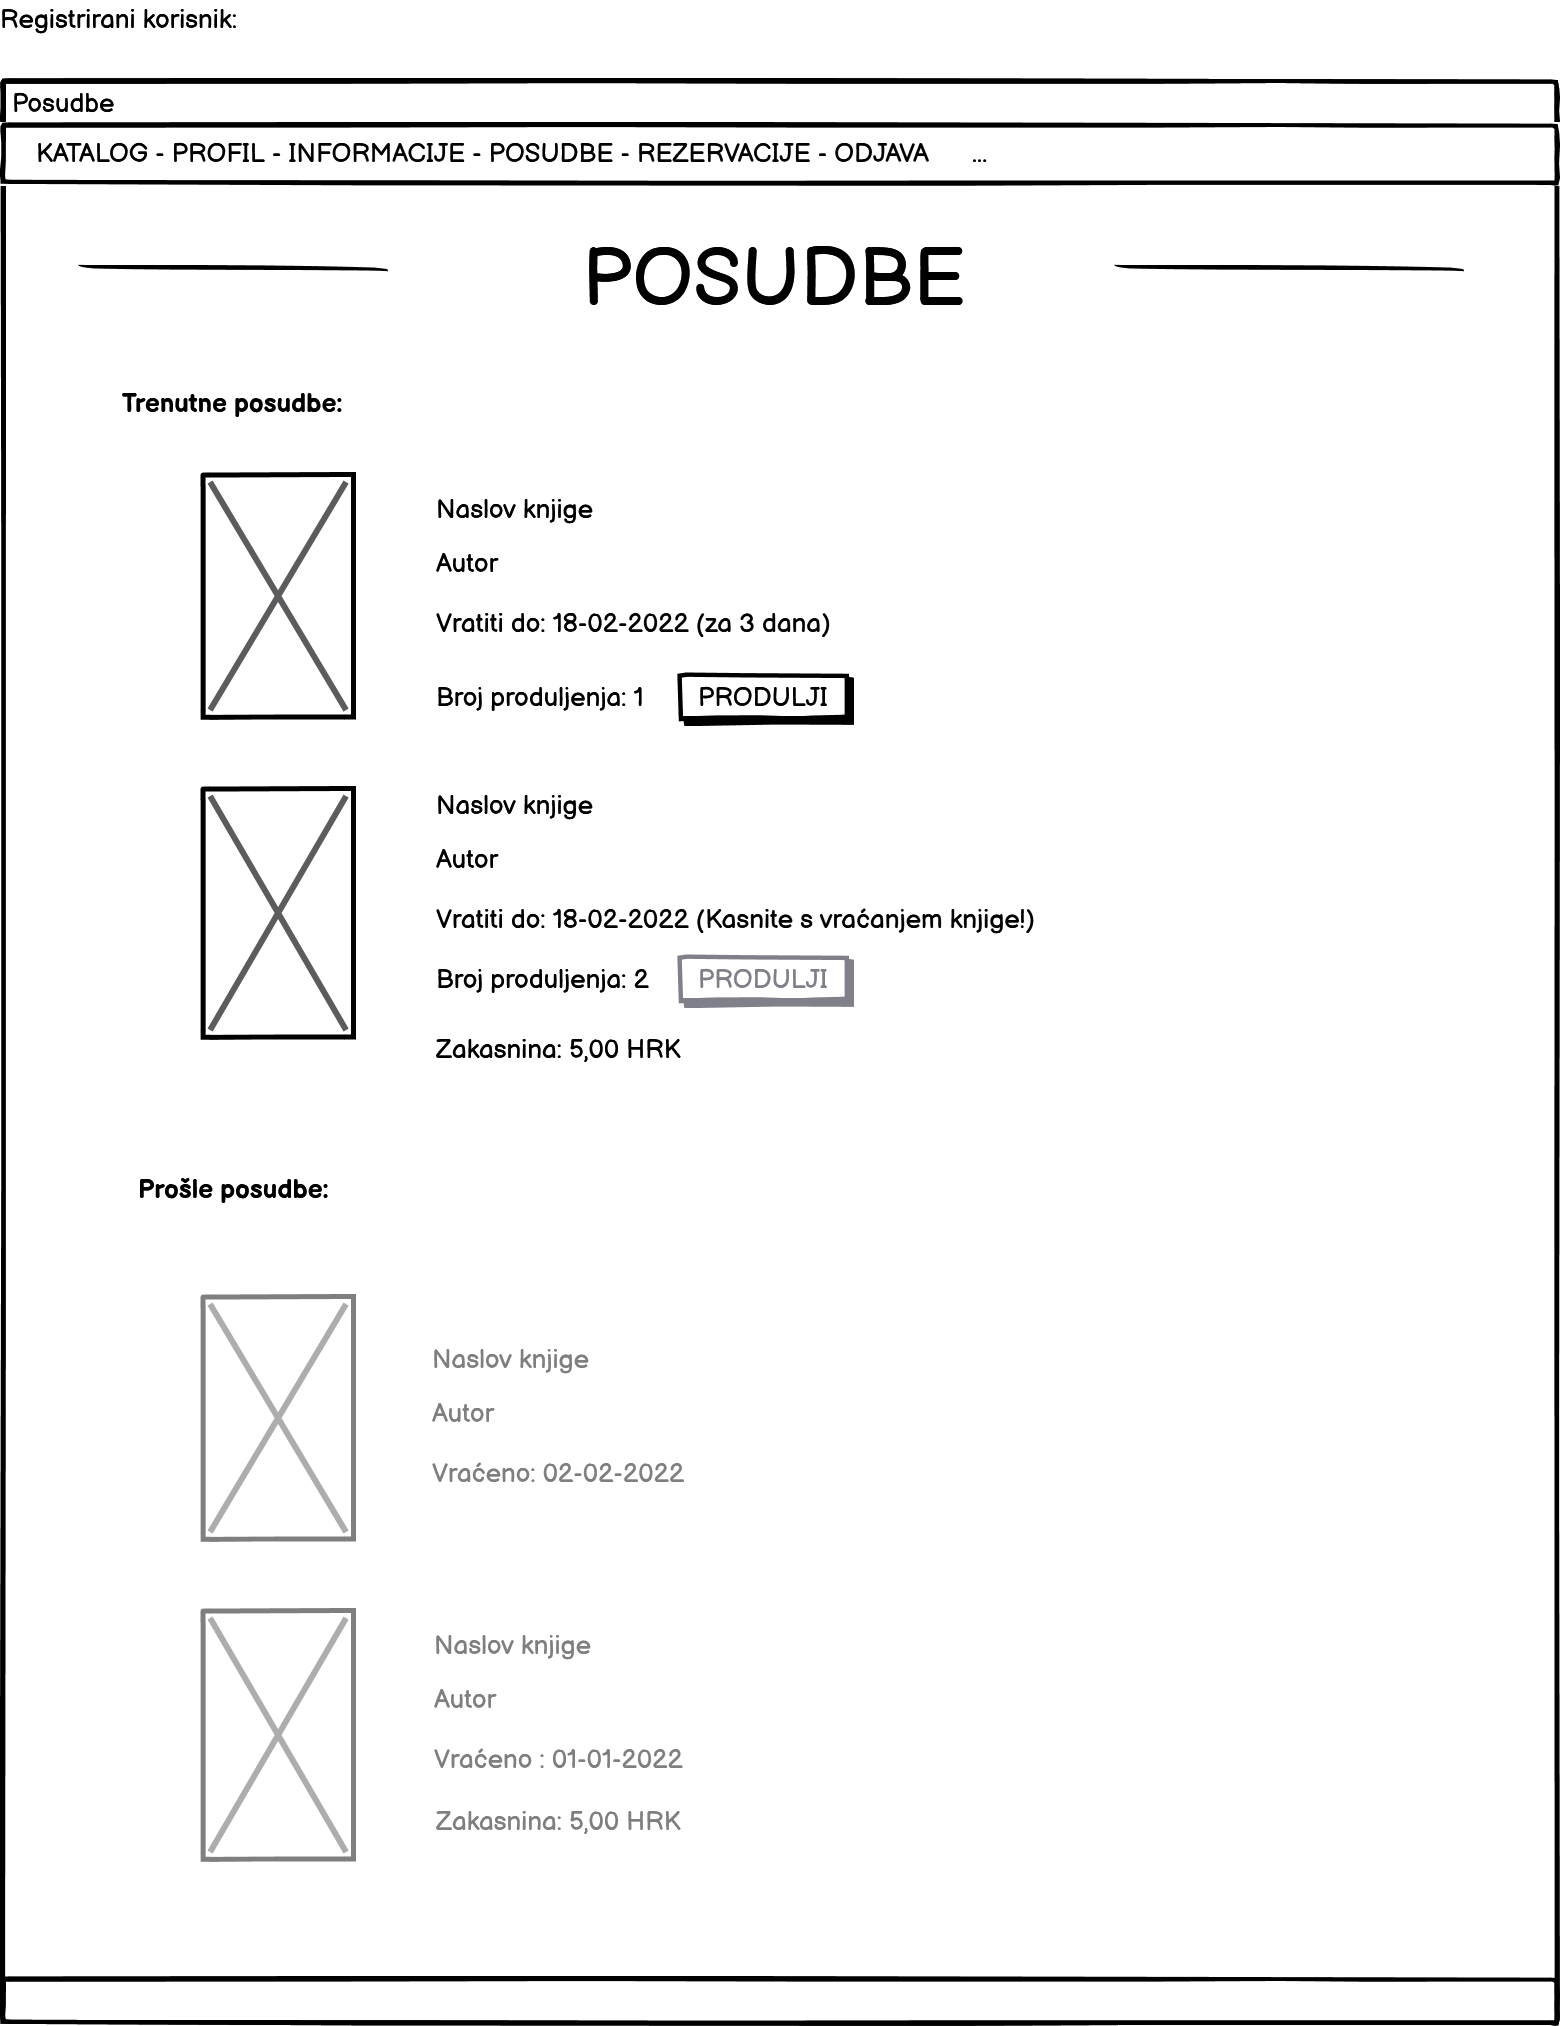 Registrirani korisnik:
Posudbe
KATALOG - PROFIL - INFORMACIJE - POSUDBE - REZERVACIJE - ODJAVA ...
POSUDBE
Trenutne posudbe:
Naslov knjige
Autor
Vratiti do: 18-02-2022 (za 3 dana)
Broj produljenja: 1 PRODULJI
Naslov knjige
Autor
Vratiti do: 18-02-2022 (Kasnite s vraćanjem knjige!)
Broj produljenja: 2 PRODULJI
Zakasnina: 5,00 HRK
Prošle posudbe:
Naslov knjige
Autor
Vraćeno: 02-02-2022
Naslov knjige
Autor
Vraćeno : 01-01-2022
Zakasnina: 5,00 HRK